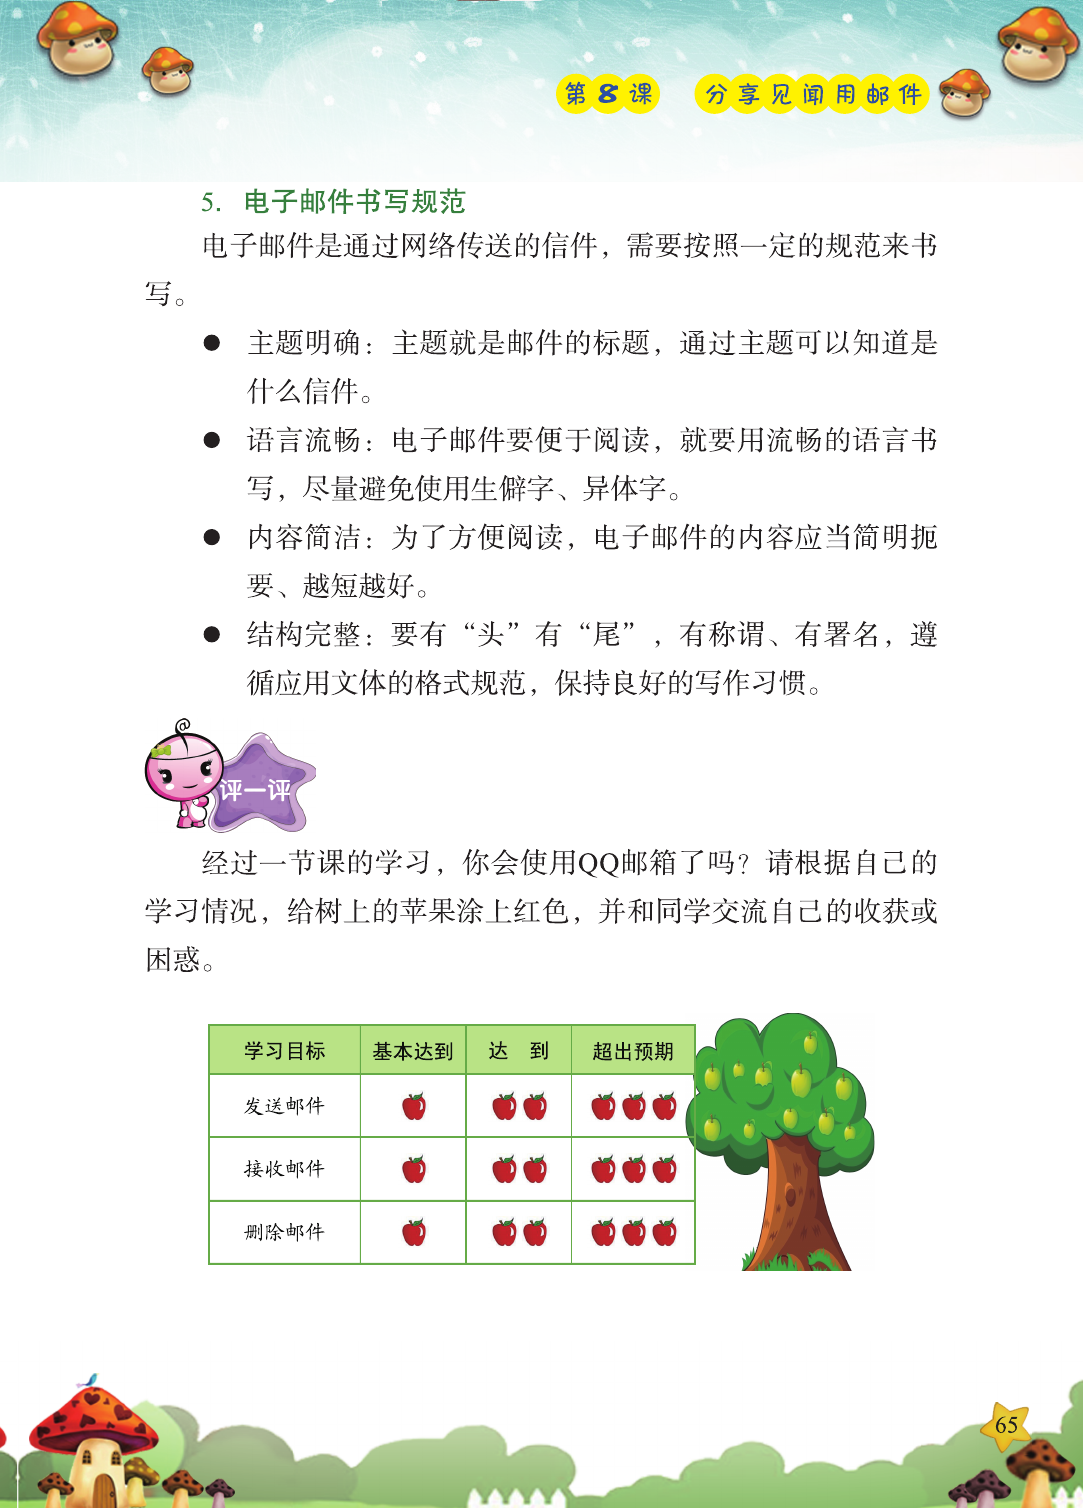 第8课 分享见闻用邮件
5. 电子邮件书写规范
电子邮件是通过网络传送的信件，需要按照一定的规范来书
写。
● 主题明确：主题就是邮件的标题，通过主题可以知道是
什么信件。
● 语言流畅：电子邮件要便于阅读，就要用流畅的语言书
写，尽量避免使用生僻字、异体字。
● 内容简洁：为了方便阅读，电子邮件的内容应当简明扼
要、越短越好。
● 结构完整：要有“头”有“尾”，有称谓、有署名，遵
循应用文体的格式规范，保持良好的写作习惯。
@
评一评
经过一节课的学习，你会使用QQ邮箱了吗？请根据自己的
学习情况，给树上的苹果涂上红色，并和同学交流自己的收获或
困惑。
学习目标 基本达到 达 到 超出预期
发送邮件
接收邮件
删除邮件
65